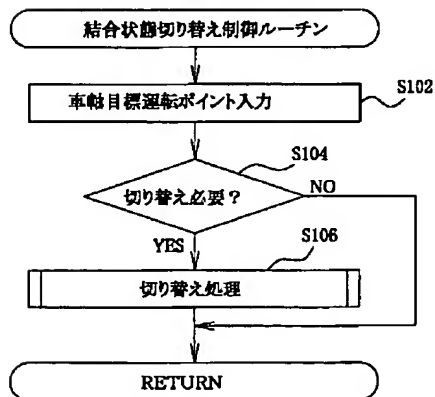 結合状態切り替え制御ルーチン
車軸目標運転ポイント入力
S102
S104
切り替え必要？
NO
YES
S106
切り替え処理
RETURN